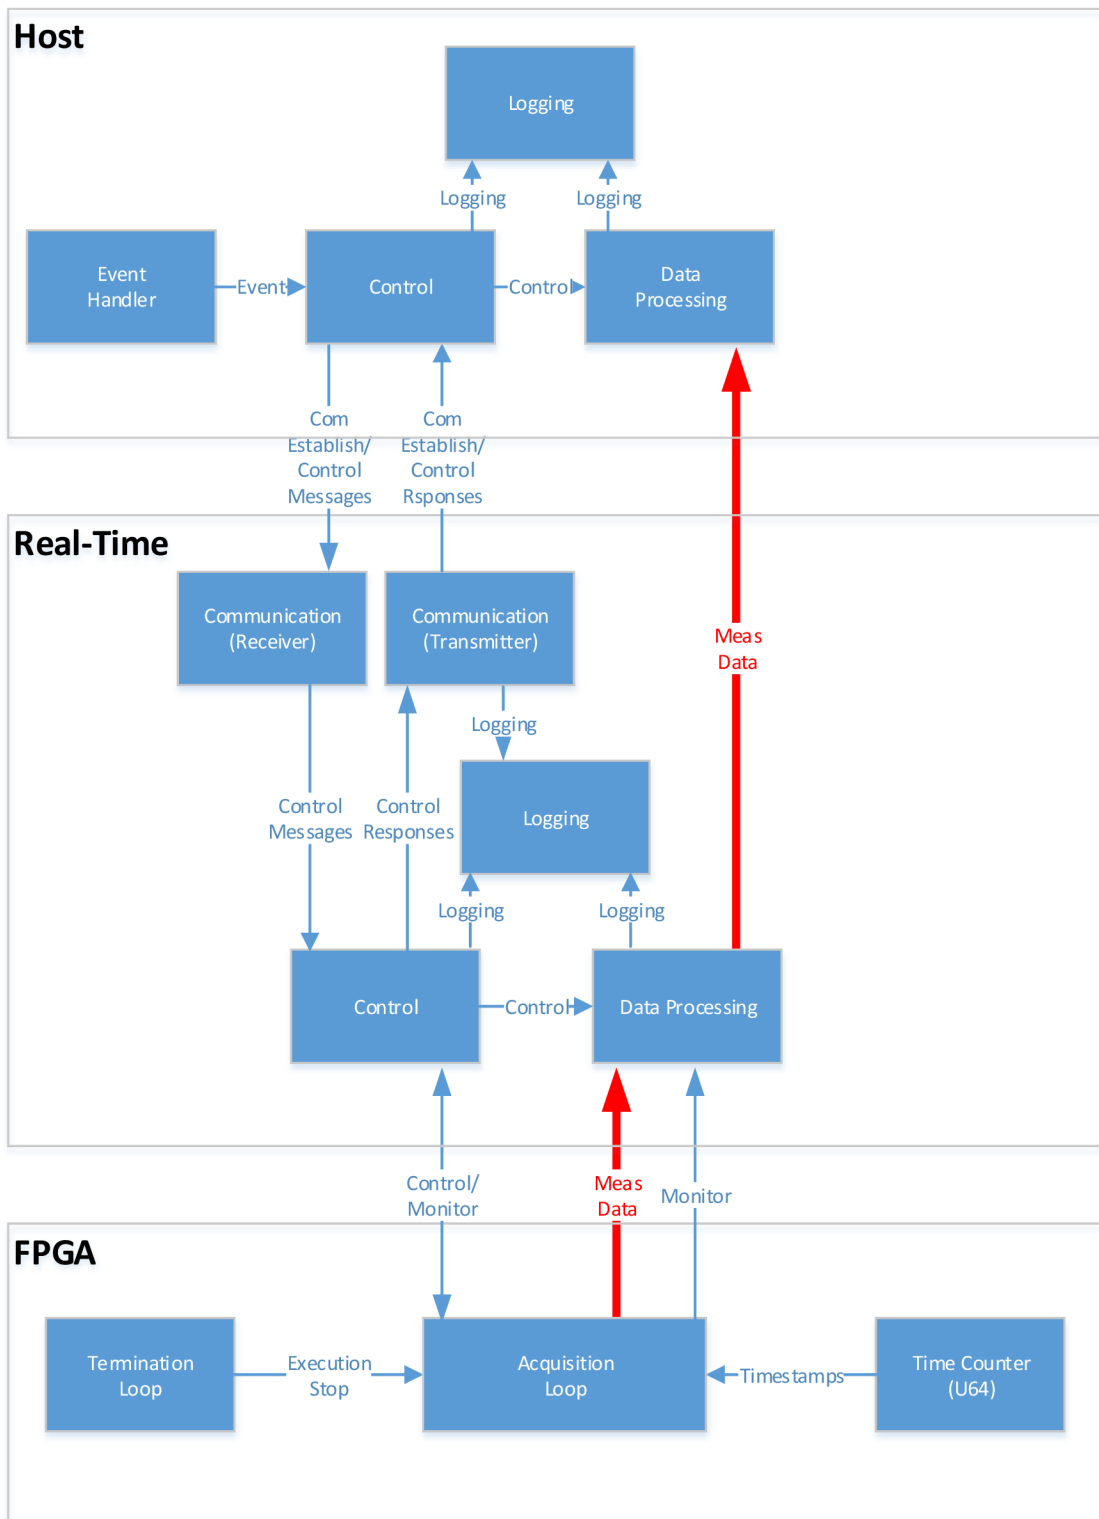 Host
Logging
Logging
Logging
Event
Handler
Event
Control
Control
Data
Processing
Com
Establish/
Control
Messages
Com
Establish/
Control
Rsponses
Real-Time
Communication
(Receiver)
Communication
(Transmitter)
Meas
Data
Logging
Control
Messages
Control
Responses
Logging
Logging
Logging
Control
Control
Data Processing
Control/
Monitor
Meas
Data
Monitor
FPGA
Termination
Loop
Execution
Stop
Acquisition
Loop
Timestamps
Time Counter
(U64)